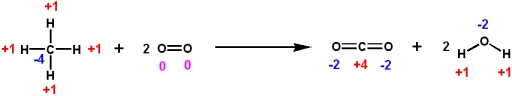 +1
H
+1 H C H +1 + 2 O O O C O + 2 O -2
-4 0 0 -2 +4 -2 H H
H +1 +1
+1